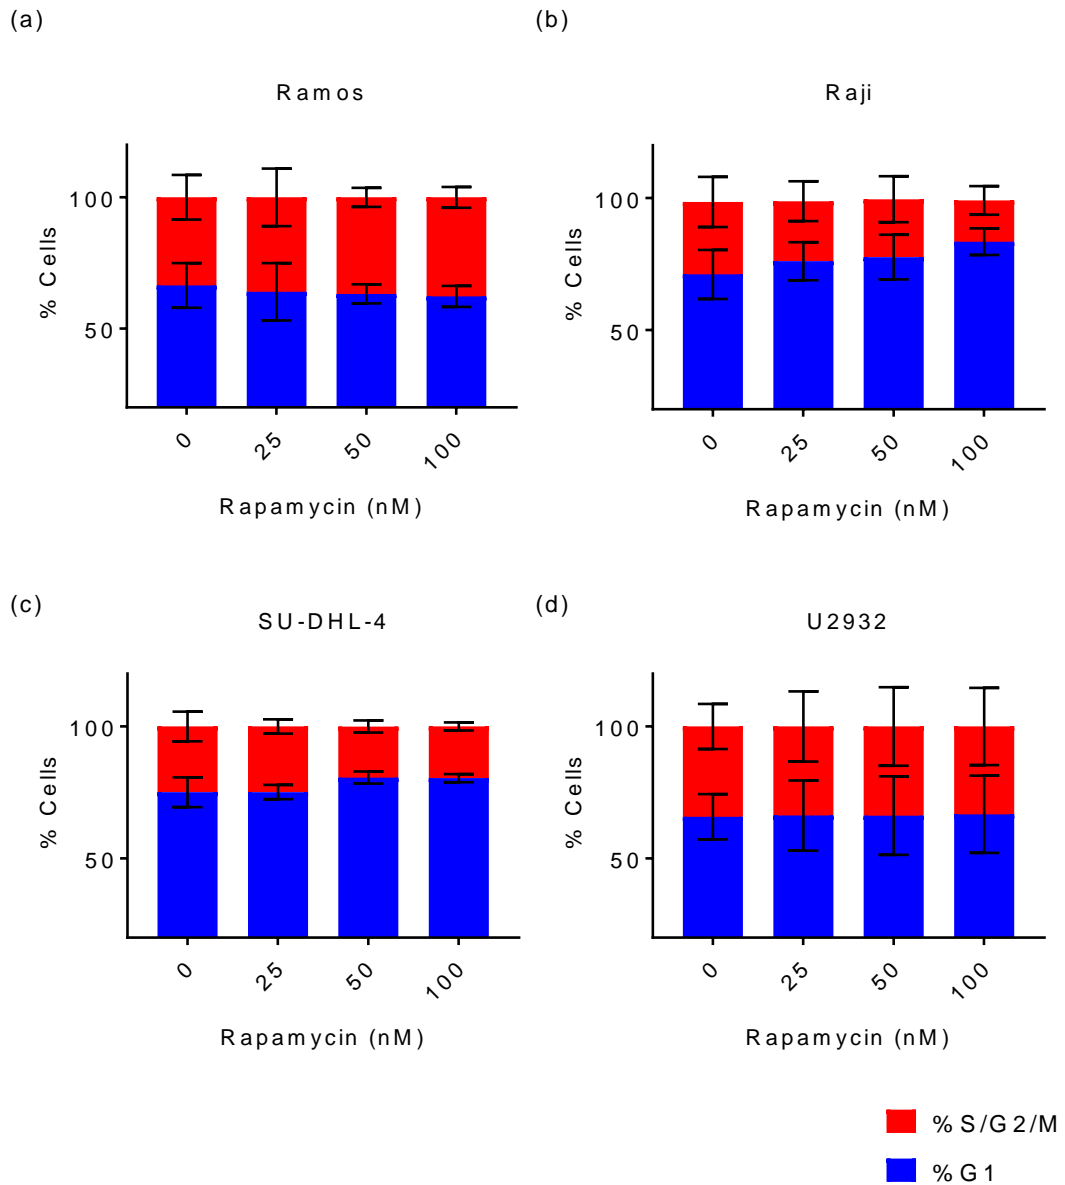 (a)
Ramos
% Cells
100
50
0
25
50
100
Rapamycin (nM)
(b)
Raji
% Cells
100
50
0
25
50
100
Rapamycin (nM)
(c)
SU-DHL-4
% Cells
100
50
0
25
50
100
Rapamycin (nM)
(d)
U2932
% Cells
100
50
0
25
50
100
Rapamycin (nM)
% S/G2/M
% G1